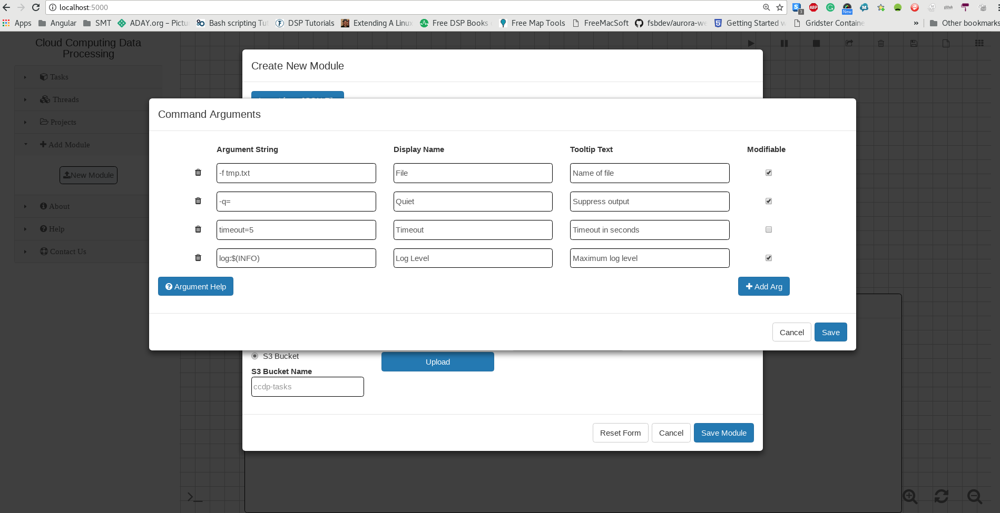 localhost:5000
Apps Angular SMT ADAY.org – Pictu Bash scripting Tut DSP Tutorials Extending A Linux Free DSP Books Free Map Tools FreeMacSoft fsbdev/aurora-we Getting Started w Gridster Containe » Other bookmarks
3
ABP
New
Cloud Computing Data
Processing
Tasks
Threads
Projects
Add Module
New Module
About
Help
Contact Us
Create New Module
Command Arguments
Argument String Display Name Tooltip Text Modifiable
-f tmp.txt File Name of file
-q= Quiet Suppress output
timeout=5 Timeout Timeout in seconds
log:$(INFO) Log Level Maximum log level
Argument Help Add Arg
Cancel Save
S3 Bucket
Upload
S3 Bucket Name
ccdp-tasks
Reset Form Cancel Save Module